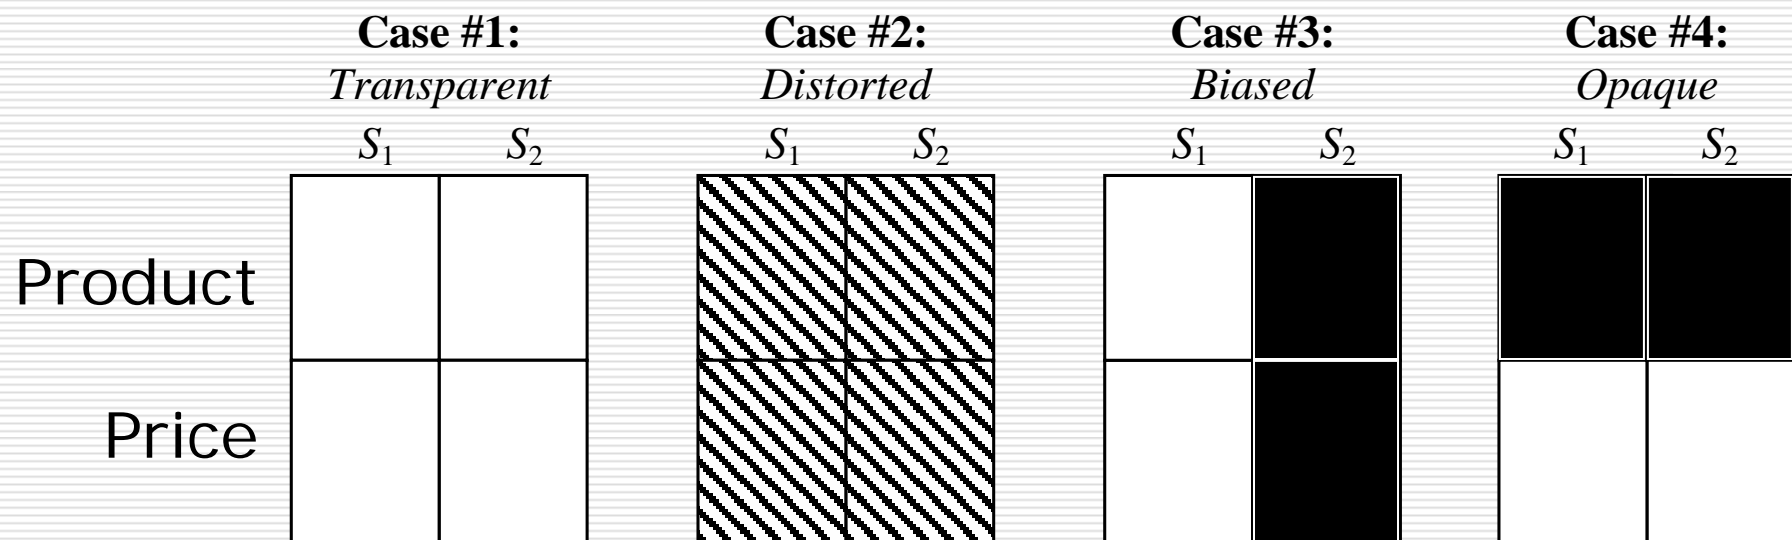 Case #1: Case #2: Case #3: Case #4:
Transparent Distorted Biased Opaque
S1 S2 S1 S2 S1 S2 S1 S2
Product
Price